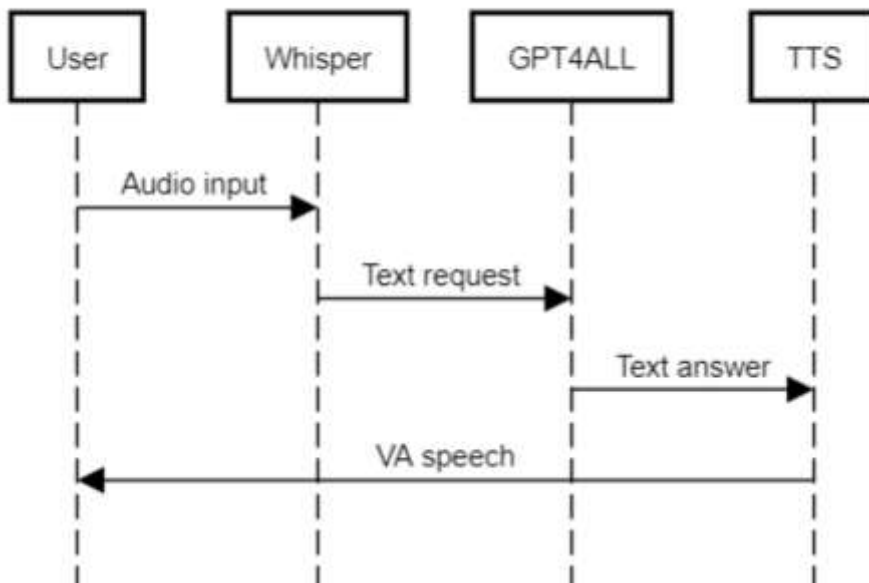 User
Whisper
GPT4ALL
TTS
Audio input
Text request
Text answer
VA speech